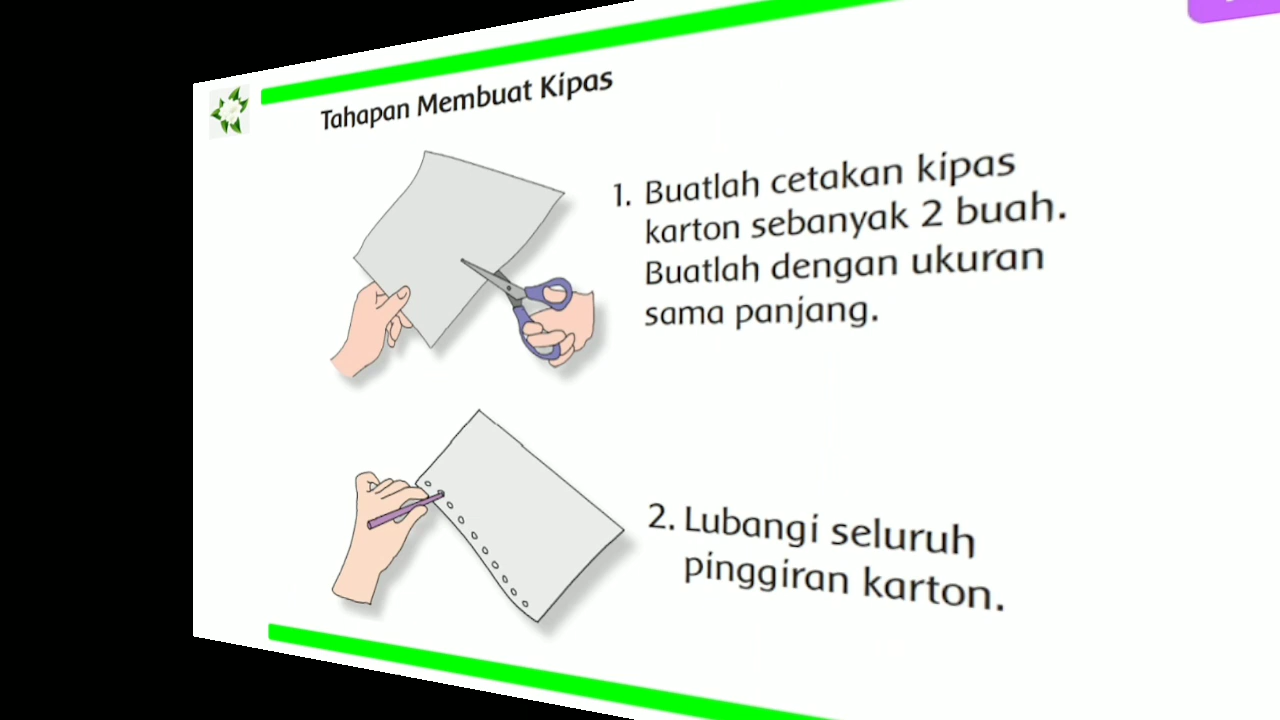 Tahapan Membuat Kipas
1. Buatlah cetakan kipas
karton sebanyak 2 buah.
Buatlah dengan ukuran
sama panjang.
2. Lubangi seluruh
pinggiran karton.